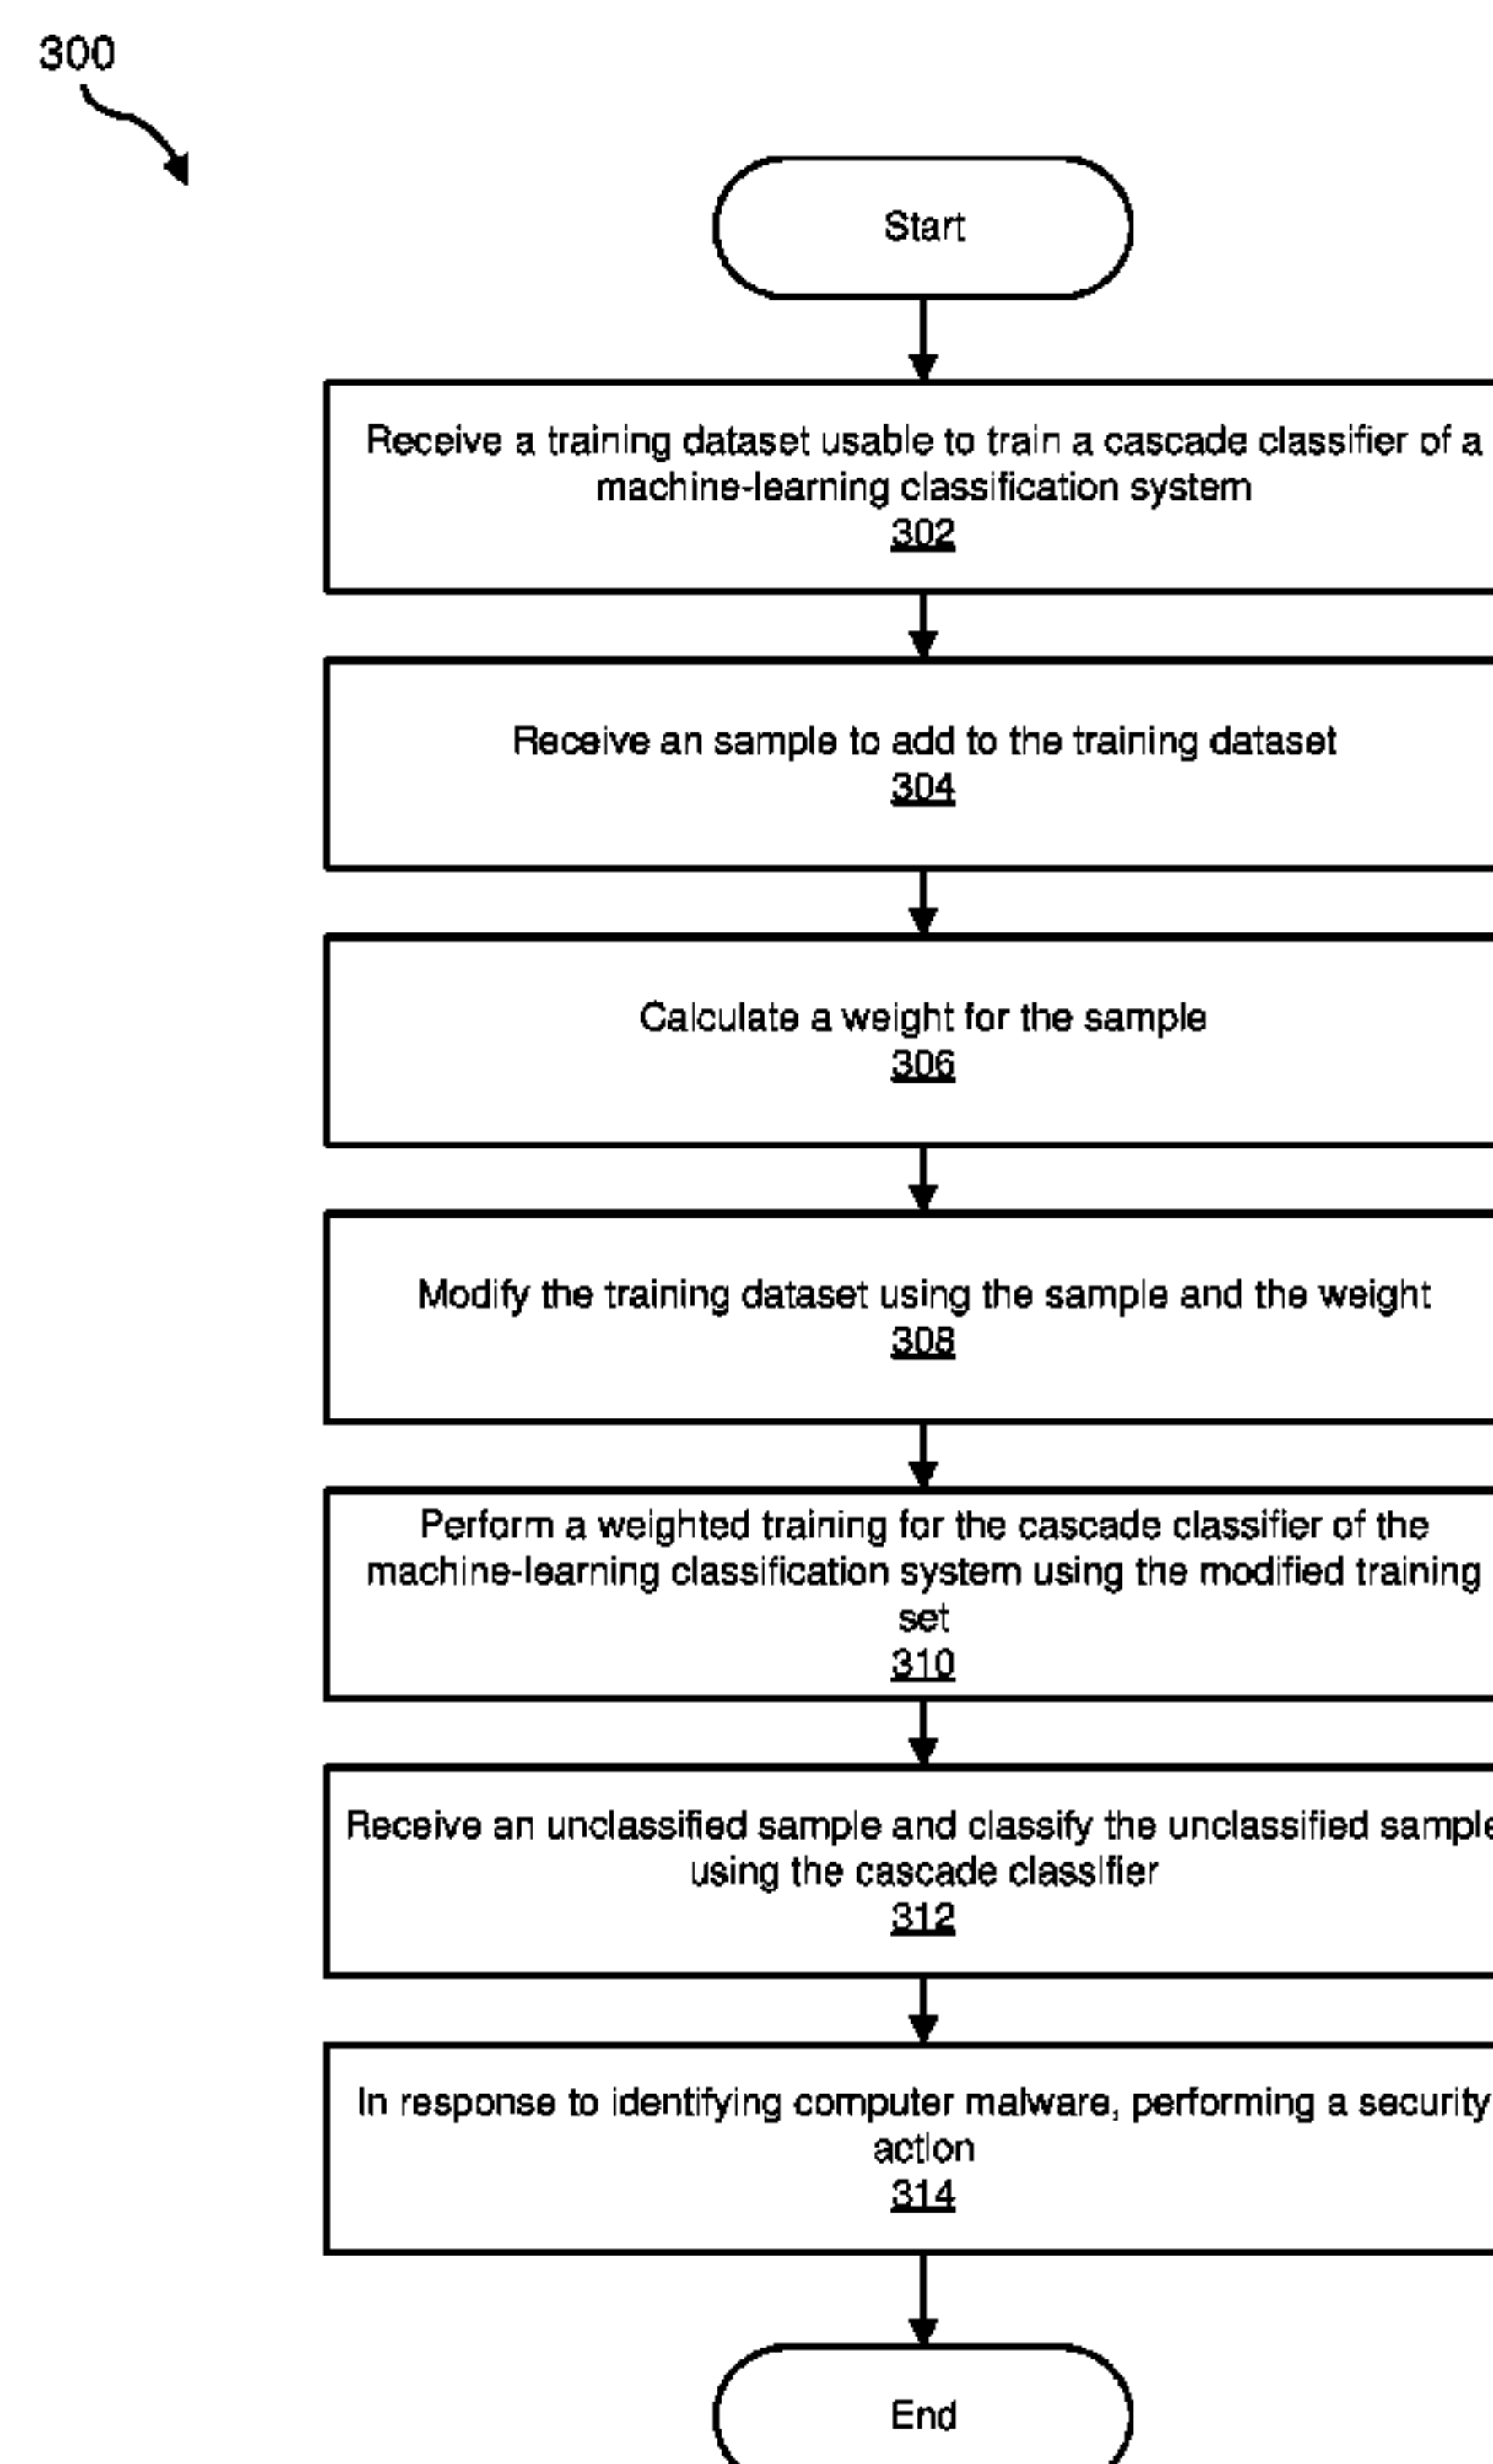 300
Start
Receive a training dataset usable to train a cascade classifier of a
machine-learning classification system
302
Receive an sample to add to the training dataset
304
Calculate a weight for the sample
306
Modify the training dataset using the sample and the weight
308
Perform a weighted training for the cascade classifier of the
machine-learning classification system using the modified training
set
310
Receive an unclassified sample and classify the unclassified sample
using the cascade classifier
312
In response to identifying computer malware, performing a security
action
314
End